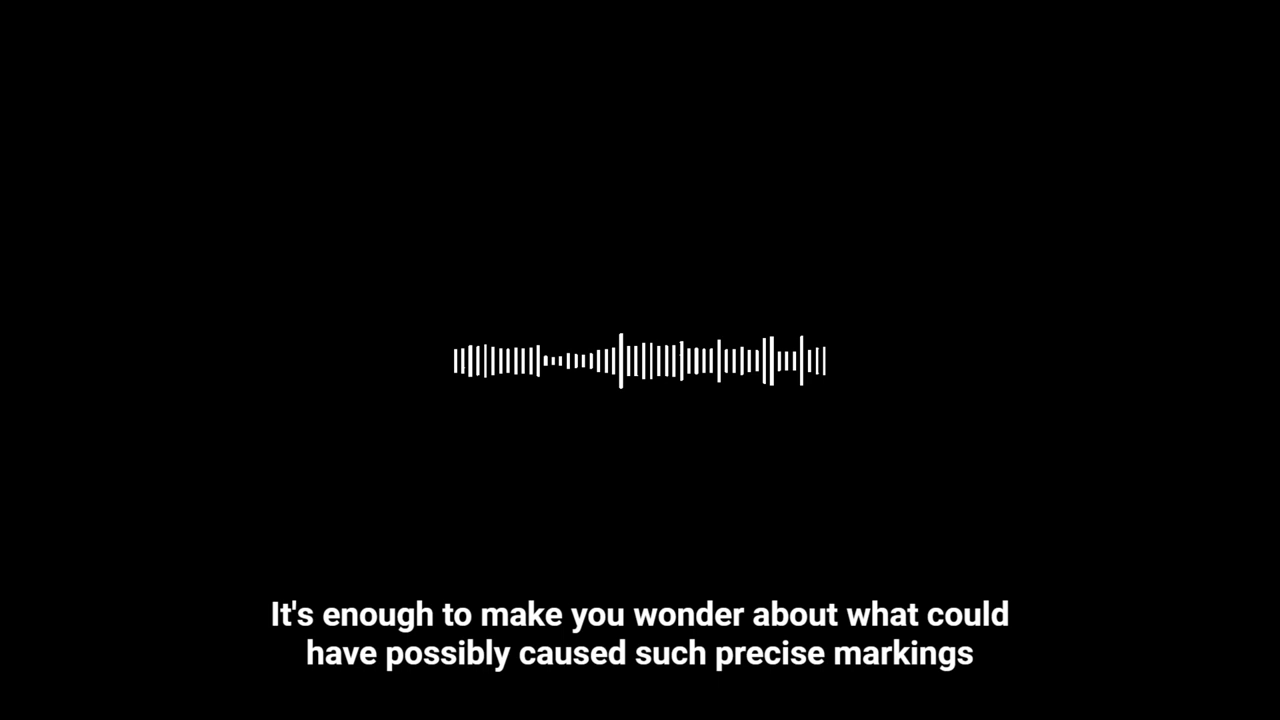 It's enough to make you wonder about what could
have possibly caused such precise markings